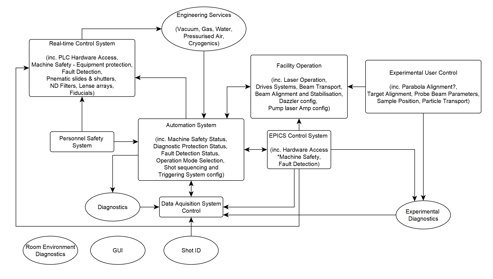 Engineering Services
(Vacuum, Gas, Water,
Pressurised Air,
Cryogenics)
Real-time Control System
(inc. PLC Hardware Access,
Machine Safety - Equipment protection,
Fault Detection,
Pnematic slides & shutters,
ND Filters, Lense arrays,
Fiducials)
Facility Operation
(inc. Laser Operation,
Drives Systems, Beam Transport,
Beam Alignment and Stabilisation,
Dazzler config,
Pump laser Amp config)
Experimental User Control
(inc. Parabola Alignment?,
Target Alignment, Probe Beam Parameters,
Sample Position, Particle Transport)
Personnel Safety
System
Automation System
(inc. Machine Safety Status,
Diagnostic Protection Status,
Fault Detection Status,
Operation Mode Selection,
Shot sequencing and
Triggering System config)
EPICS Control System
(inc. Hardware Access
*Machine Safety,
Fault Detection)
Diagnostics
Data Aquisition System
Control
Experimental
Diagnostics
Room Environment
Diagnostics
GUI
Shot ID